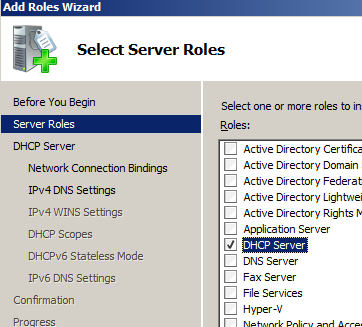 Add Roles Wizard
Select Server Roles
Before You Begin
Server Roles
DHCP Server
Network Connection Bindings
IPv4 DNS Settings
IPv4 WINS Settings
DHCP Scopes
DHCPv6 Stateless Mode
IPv6 DNS Settings
Confirmation
Progress
Select one or more roles to in
Roles:
Active Directory Certifica
Active Directory Domain
Active Directory Federati
Active Directory Lightwei
Active Directory Rights M
Application Server
DHCP Server
DNS Server
Fax Server
File Services
Hyper-V
Network Policy and Acces